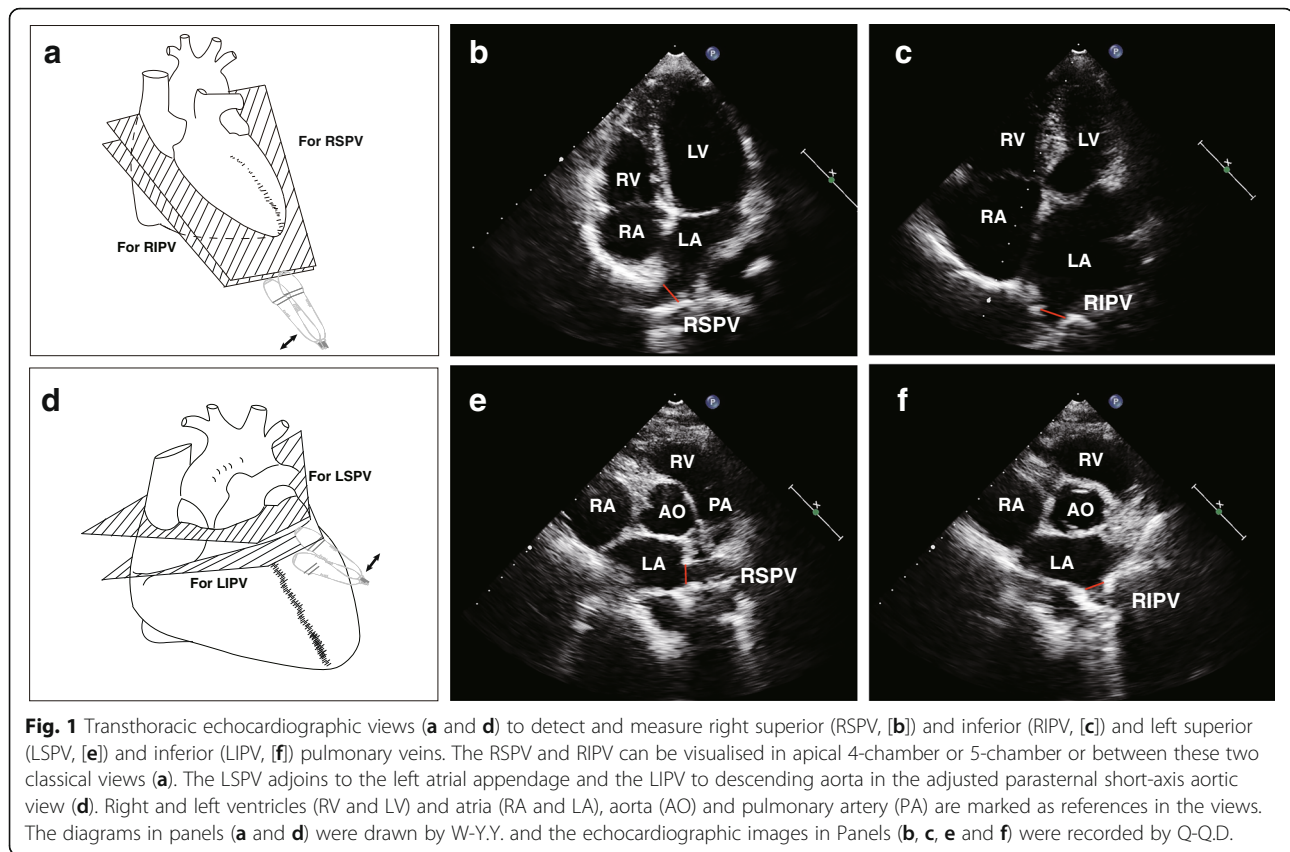 a
For RSPV
For RIPV
b
P
LV
RV
RA
LA
RSPV
x
c
P
RV
LV
RA
LA
RIPV
x
d
For LSPV
For LIPV
e
P
RV
RA
AO
PA
LA
RSPV
x
f
P
RV
RA
AO
LA
RIPV
x
Fig. 1 Transthoracic echocardiographic views (a and d) to detect and measure right superior (RSPV, [b]) and inferior (RIPV, [c]) and left superior
(LSPV, [e]) and inferior (LIPV, [f]) pulmonary veins. The RSPV and RIPV can be visualised in apical 4-chamber or 5-chamber or between these two
classical views (a). The LSPV adjoins to the left atrial appendage and the LIPV to descending aorta in the adjusted parasternal short-axis aortic
view (d). Right and left ventricles (RV and LV) and atria (RA and LA), aorta (AO) and pulmonary artery (PA) are marked as references in the views.
The diagrams in panels (a and d) were drawn by W-Y.Y. and the echocardiographic images in Panels (b, c, e and f) were recorded by Q-Q.D.